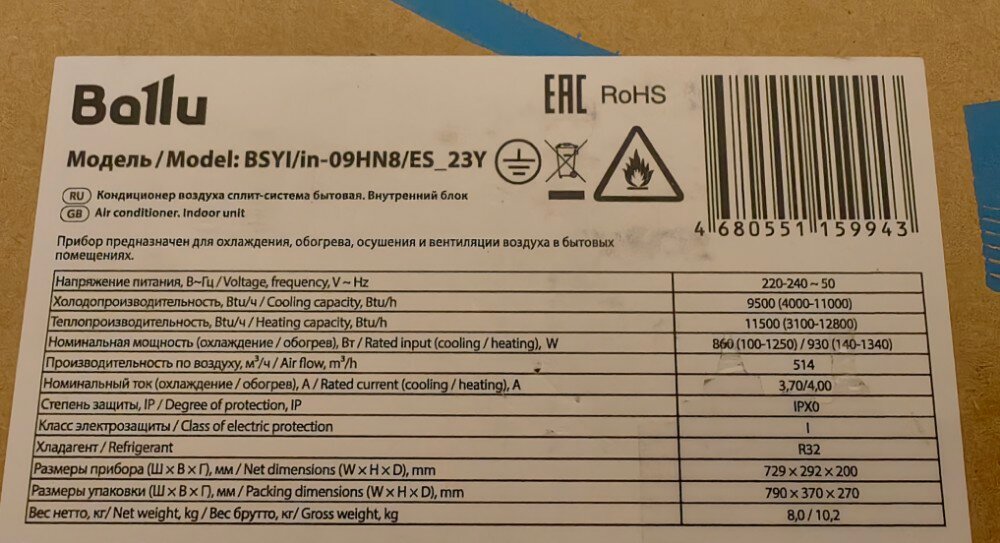 Ballu
EAC RoHS
Модель / Model: BSYI/in-09HN8/ES_23Y
RU Кондиционер воздуха сплит-система бытовая. Внутренний блок
GB Air conditioner. Indoor unit
4 680551 159943
Прибор предназначен для охлаждения, обогрева, осушения и вентиляции воздуха в бытовых
помещениях.
Напряжение питания, В~Гц / Voltage, frequency, V ~ Hz 220-240 ~ 50
Холодопроизводительность, Btu/ч / Cooling capacity, Btu/h 9500 (4000-11000)
Теплопроизводительность, Btu/ч / Heating capacity, Btu/h 11500 (3100-12800)
Номинальная мощность (охлаждение / обогрев), Вт / Rated input (cooling / heating), W 860 (100-1250) / 930 (140-1340)
Производительность по воздуху, м³/ч / Air flow, m³/h 514
Номинальный ток (охлаждение / обогрев), А / Rated current (cooling / heating), A 3,70/4,00
Степень защиты, IP / Degree of protection, IP IPX0
Класс электрозащиты / Class of electric protection I
Хладагент / Refrigerant R32
Размеры прибора (Ш × В × Г), мм / Net dimensions (W × H × D), mm 729 × 292 × 200
Размеры упаковки (Ш × В × Г), мм / Packing dimensions (W × H × D), mm 790 × 370 × 270
Вес нетто, кг/ Net weight, kg / Вес брутто, кг/ Gross weight, kg 8,0 / 10,2